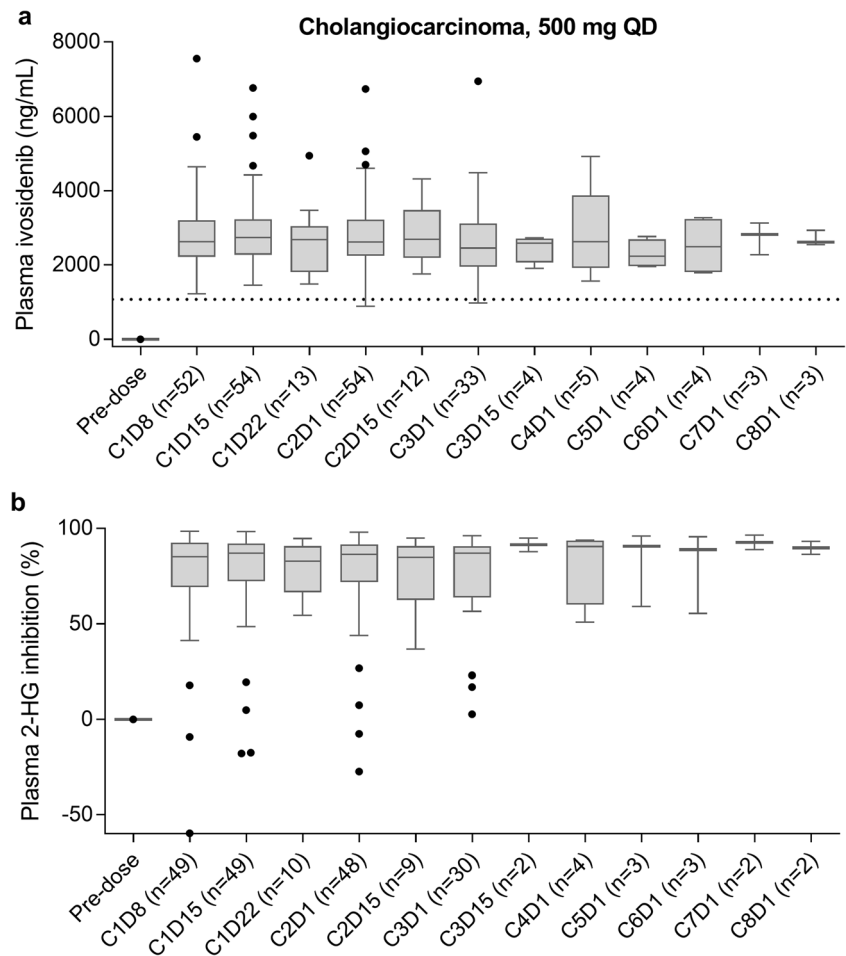 a
Cholangiocarcinoma, 500 mg QD
Plasma ivosidenib (ng/mL)
8000
6000
4000
2000
0
Pre-dose
C1D8 (n=52)
C1D15 (n=54)
C1D22 (n=13)
C2D1 (n=54)
C2D15 (n=12)
C3D1 (n=33)
C3D15 (n=4)
C4D1 (n=5)
C5D1 (n=4)
C6D1 (n=4)
C7D1 (n=3)
C8D1 (n=3)
b
Plasma 2-HG inhibition (%)
100
50
0
-50
Pre-dose
C1D8 (n=49)
C1D15 (n=49)
C1D22 (n=10)
C2D1 (n=48)
C2D15 (n=9)
C3D1 (n=30)
C3D15 (n=2)
C4D1 (n=4)
C5D1 (n=3)
C6D1 (n=3)
C7D1 (n=2)
C8D1 (n=2)